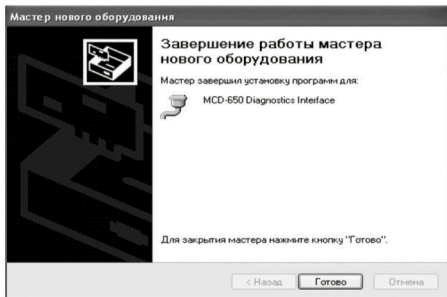 Мастер нового оборудования
Завершение работы мастера
нового оборудования
Мастер завершил установку программ для:
MCD-650 Diagnostics Interface
Для закрытия мастера нажмите кнопку "Готово".
< Назад
Готово
Отмена